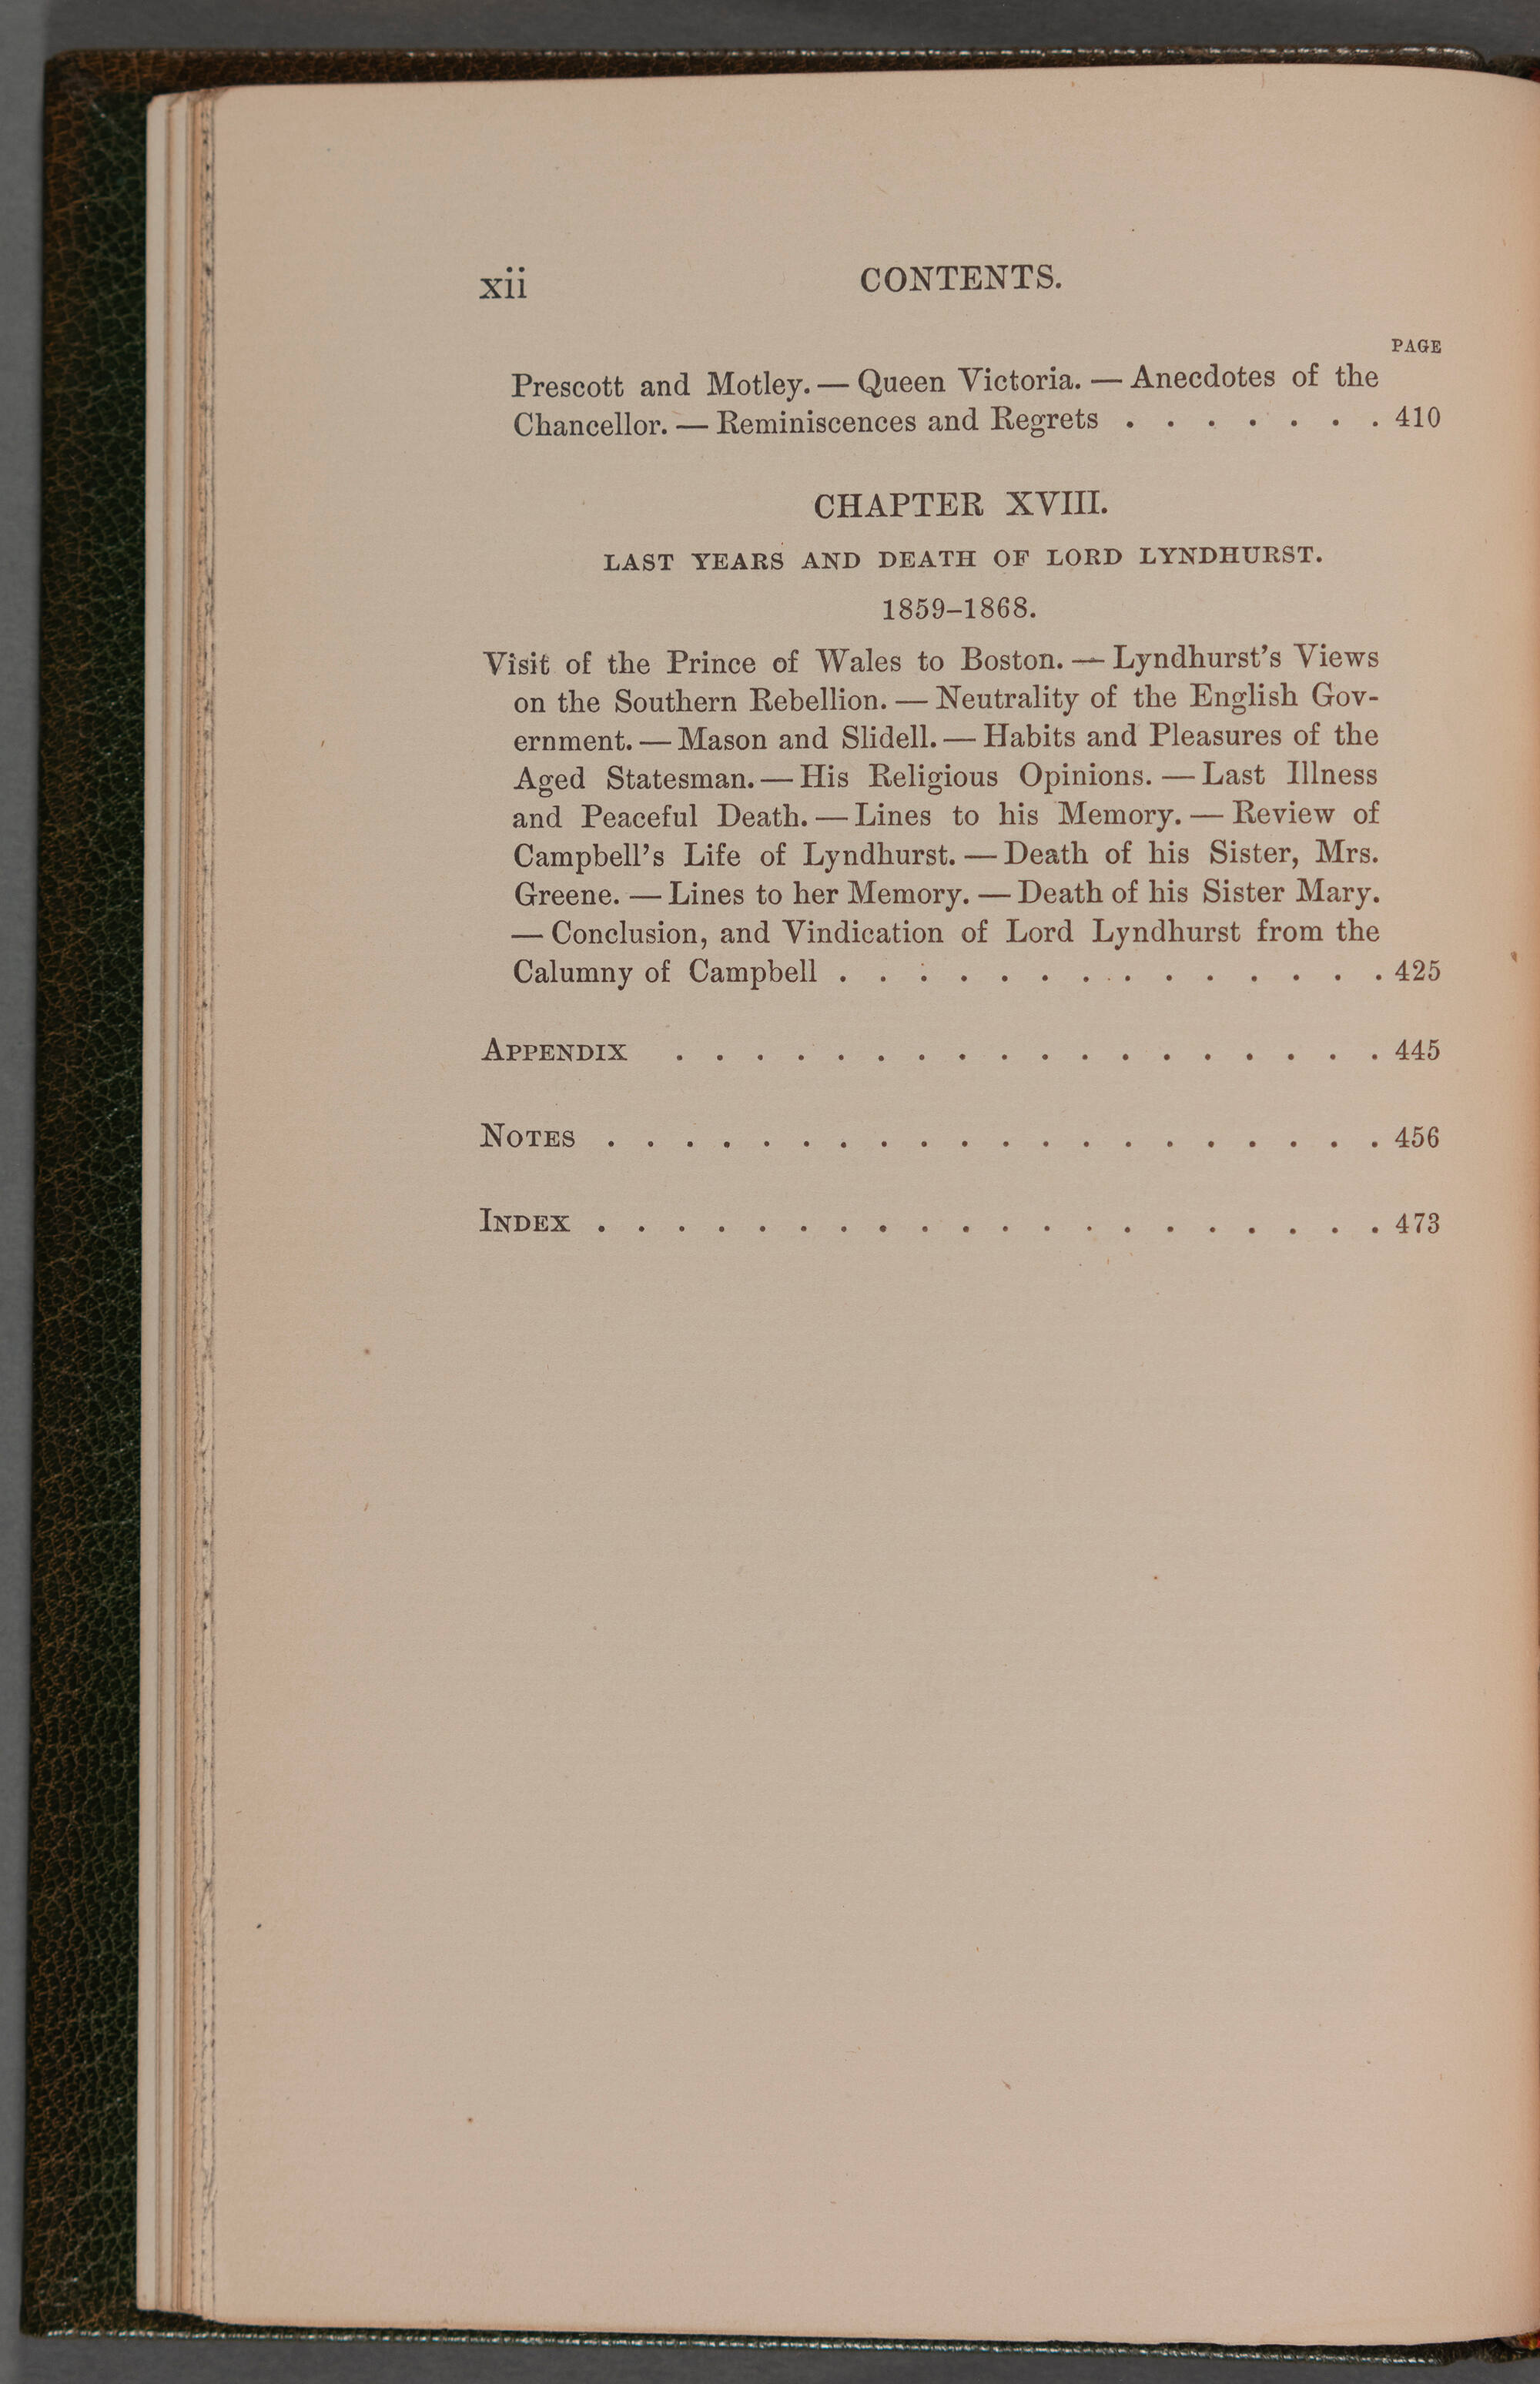 xii CONTENTS.
PAGE
Prescott and Motley. — Queen Victoria. — Anecdotes of the
Chancellor. — Reminiscences and Regrets . . . . . . . 410
CHAPTER XVIII.
LAST YEARS AND DEATH OF LORD LYNDHURST.
1859–1868.
Visit of the Prince of Wales to Boston. — Lyndhurst's Views
on the Southern Rebellion. — Neutrality of the English Gov-
ernment. — Mason and Slidell. — Habits and Pleasures of the
Aged Statesman. — His Religious Opinions. — Last Illness
and Peaceful Death. — Lines to his Memory. — Review of
Campbell's Life of Lyndhurst. — Death of his Sister, Mrs.
Greene. — Lines to her Memory. — Death of his Sister Mary.
— Conclusion, and Vindication of Lord Lyndhurst from the
Calumny of Campbell . . . . . . . . . . . . . . 425
APPENDIX . . . . . . . . . . . . . . . . . . 445
NOTES . . . . . . . . . . . . . . . . . . . . 456
INDEX . . . . . . . . . . . . . . . . . . . . 473